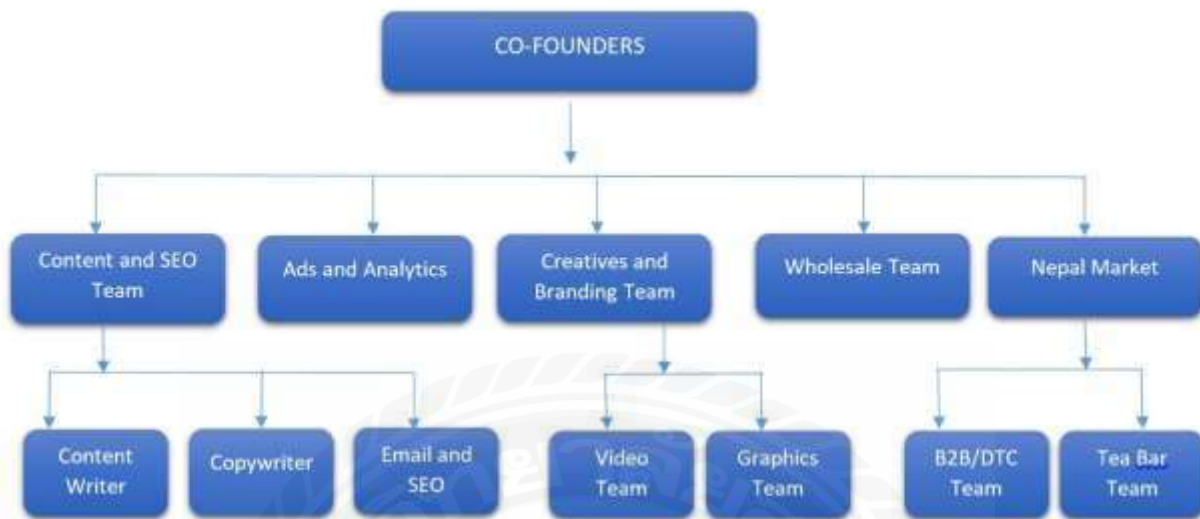 CO-FOUNDERS
Content and SEO
Team
Ads and Analytics
Creatives and
Branding Team
Wholesale Team
Nepal Market
Content
Writer
Copywriter
Email and
SEO
Video
Team
Graphics
Team
B2B/DTC
Team
Tea Bar
Team